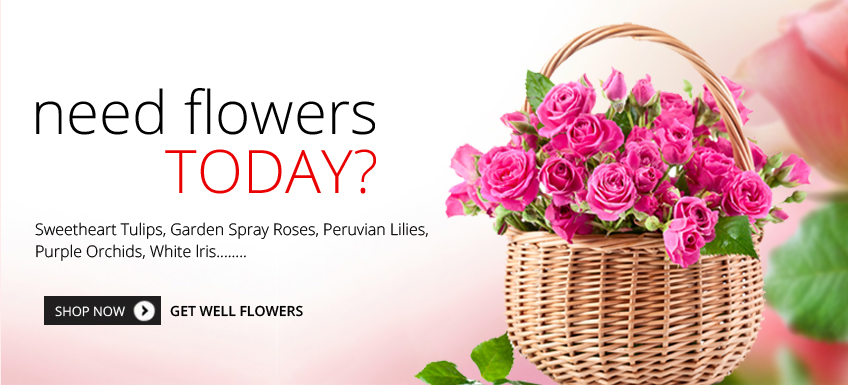 need flowers
TODAY?
Sweetheart Tulips, Garden Spray Roses, Peruvian Lilies,
Purple Orchids, White Iris........
SHOP NOW
GET WELL FLOWERS